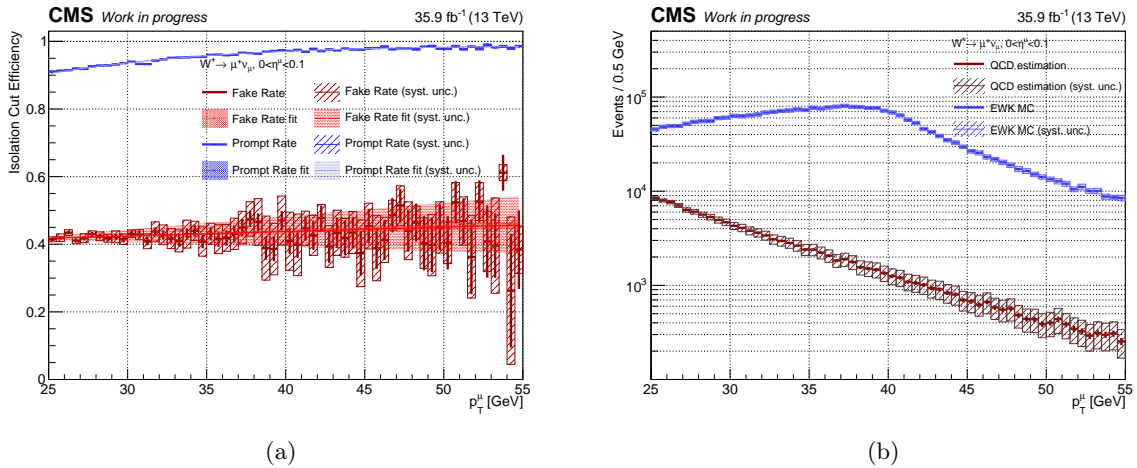 CMS Work in progress 35.9 fb⁻¹ (13 TeV)
Isolation Cut Efficiency
1
0.8
0.6
0.4
0.2
0
W⁺→ μ⁺ν_μ, 0<η^μ<0.1
Fake Rate
Fake Rate (syst. unc.)
Fake Rate fit
Fake Rate fit (syst. unc.)
Prompt Rate
Prompt Rate (syst. unc.)
Prompt Rate fit
Prompt Rate fit (syst. unc.)
25 30 35 40 45 50 55
p_T^μ [GeV]
(a)
CMS Work in progress 35.9 fb⁻¹ (13 TeV)
Events / 0.5 GeV
10⁵
10⁴
10³
W⁺→ μ⁺ν_μ, 0<η^μ<0.1
QCD estimation
QCD estimation (syst. unc.)
EWK MC
EWK MC (syst. unc.)
25 30 35 40 45 50 55
p_T^μ [GeV]
(b)